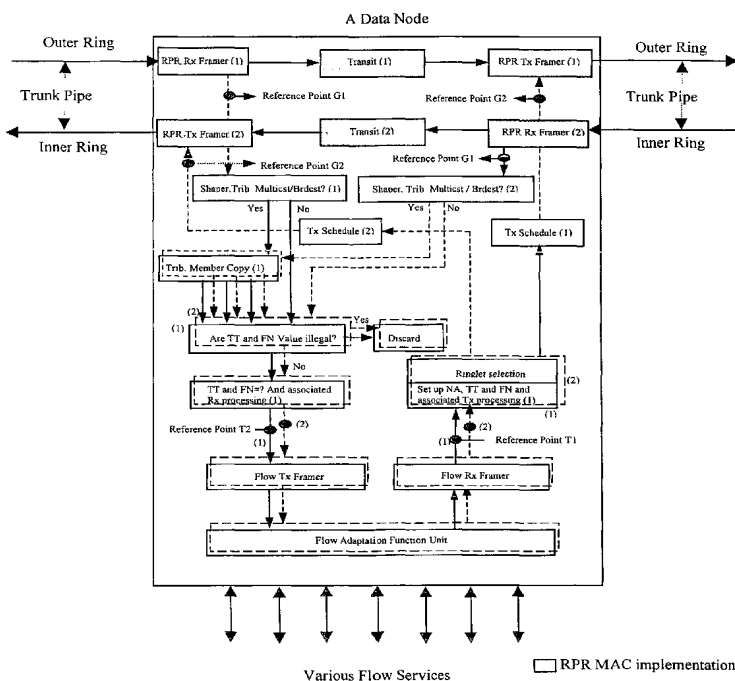 A Data Node
Outer Ring
Outer Ring
RPR Rx Framer (1)
Transit (1)
RPR Tx Framer (1)
Trunk Pipe
Reference Point G1
Reference Point G2
Trunk Pipe
RPR-Tx Framer (2)
Transit (2)
RPR Rx Framer (2)
Inner Ring
Inner Ring
Reference Point G2
Reference Point G1
Shaper, Trib Multicst/Brdcst? (1)
Shaper, Trib Multicst / Brdcst? (2)
Yes
No
Yes
No
Tx Schedule (2)
Tx Schedule (1)
Trib. Member Copy (1)
(2)
(1)
Are TT and FN Value illegal?
Yes
Discard
No
Ringlet selection
(2)
TT and FN=? And associated
Rx processing (1)
Set up NA, TT and FN and
associated Tx processing (1)
(1)
Reference Point T2
(1)
(2)
(1)
(2)
Reference Point T1
Flow Tx Framer
Flow Rx Framer
Flow Adaptation Function Unit
Various Flow Services
RPR MAC implementation